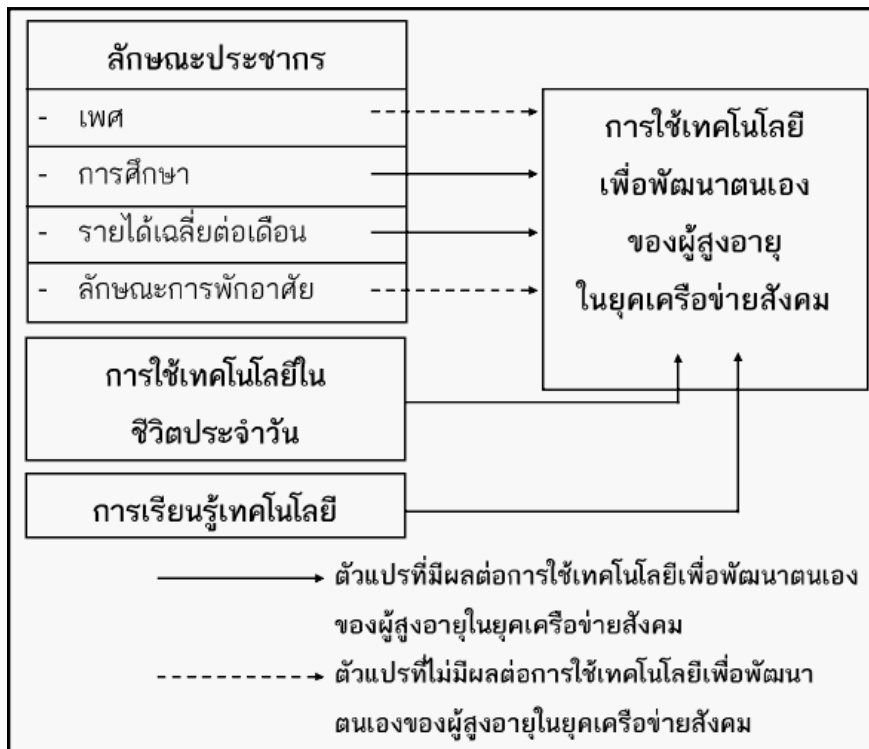 ลักษณะประชากร
- เพศ
- การศึกษา
- รายได้เฉลี่ยต่อเดือน
- ลักษณะการพักอาศัย
การใช้เทคโนโลยี
เพื่อพัฒนาตนเอง
ของผู้สูงอายุ
ในยุคเครือข่ายสังคม
การใช้เทคโนโลยีใน
ชีวิตประจำวัน
การเรียนรู้เทคโนโลยี
ตัวแปรที่มีผลต่อการใช้เทคโนโลยีเพื่อพัฒนาตนเอง
ของผู้สูงอายุในยุคเครือข่ายสังคม
ตัวแปรที่ไม่มีผลต่อการใช้เทคโนโลยีเพื่อพัฒนา
ตนเองของผู้สูงอายุในยุคเครือข่ายสังคม